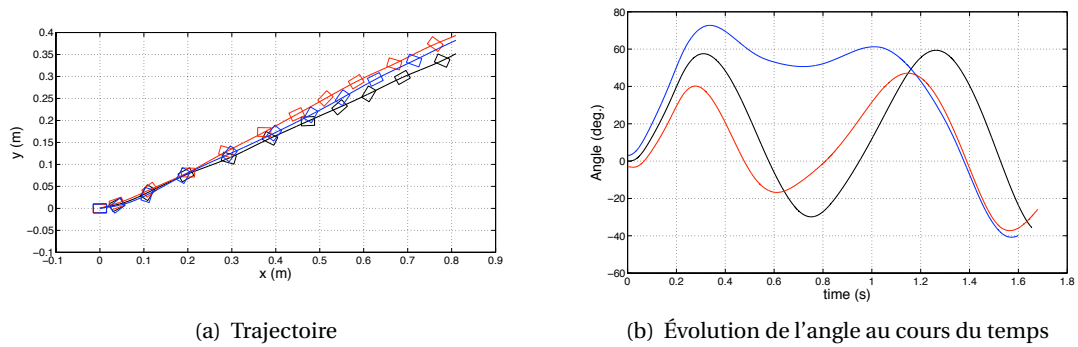 0.4
0.35
0.3
0.25
0.2
0.15
0.1
0.05
0
−0.05
−0.1
y (m)
−0.1 0 0.1 0.2 0.3 0.4 0.5 0.6 0.7 0.8 0.9
x (m)
(a) Trajectoire
80
60
40
20
0
−20
−40
−60
Angle (deg.)
0 0.2 0.4 0.6 0.8 1 1.2 1.4 1.6 1.8
time (s)
(b) Évolution de l'angle au cours du temps